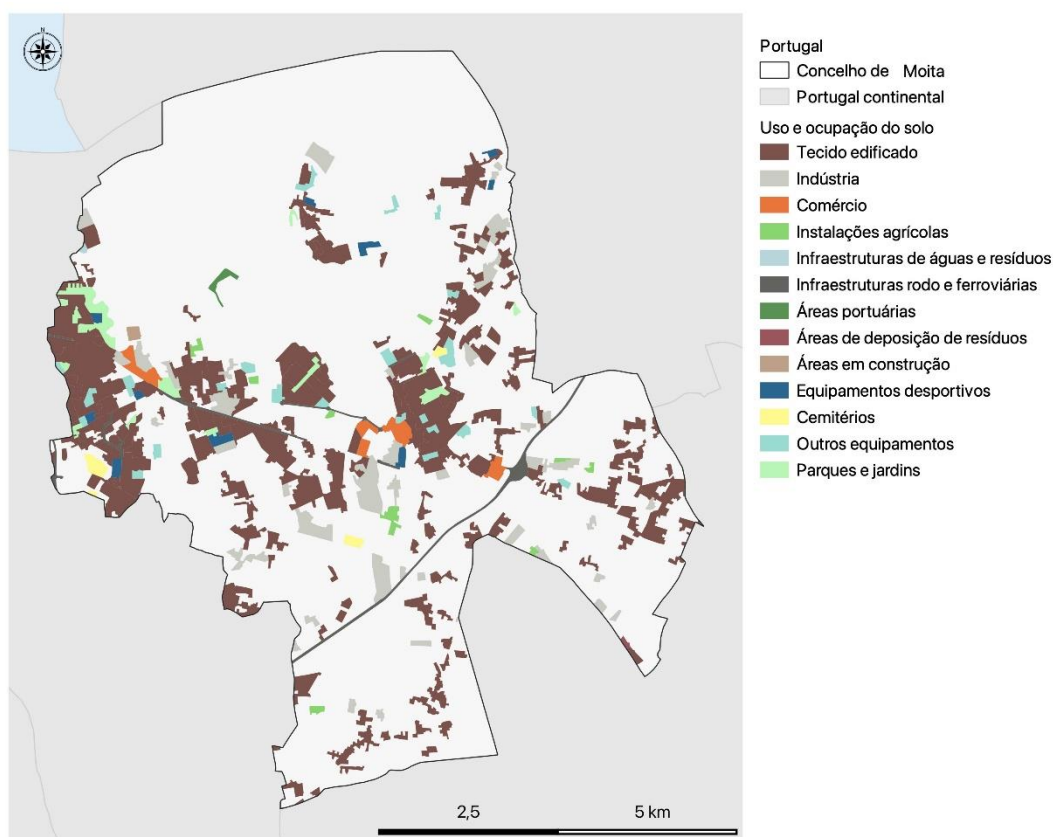 N
Portugal
Concelho de Moita
Portugal continental
Uso e ocupação do solo
Tecido edificado
Indústria
Comércio
Instalações agrícolas
Infraestruturas de águas e resíduos
Infraestruturas rodo e ferroviárias
Áreas portuárias
Áreas de deposição de resíduos
Áreas em construção
Equipamentos desportivos
Cemitérios
Outros equipamentos
Parques e jardins
2,5 5 km